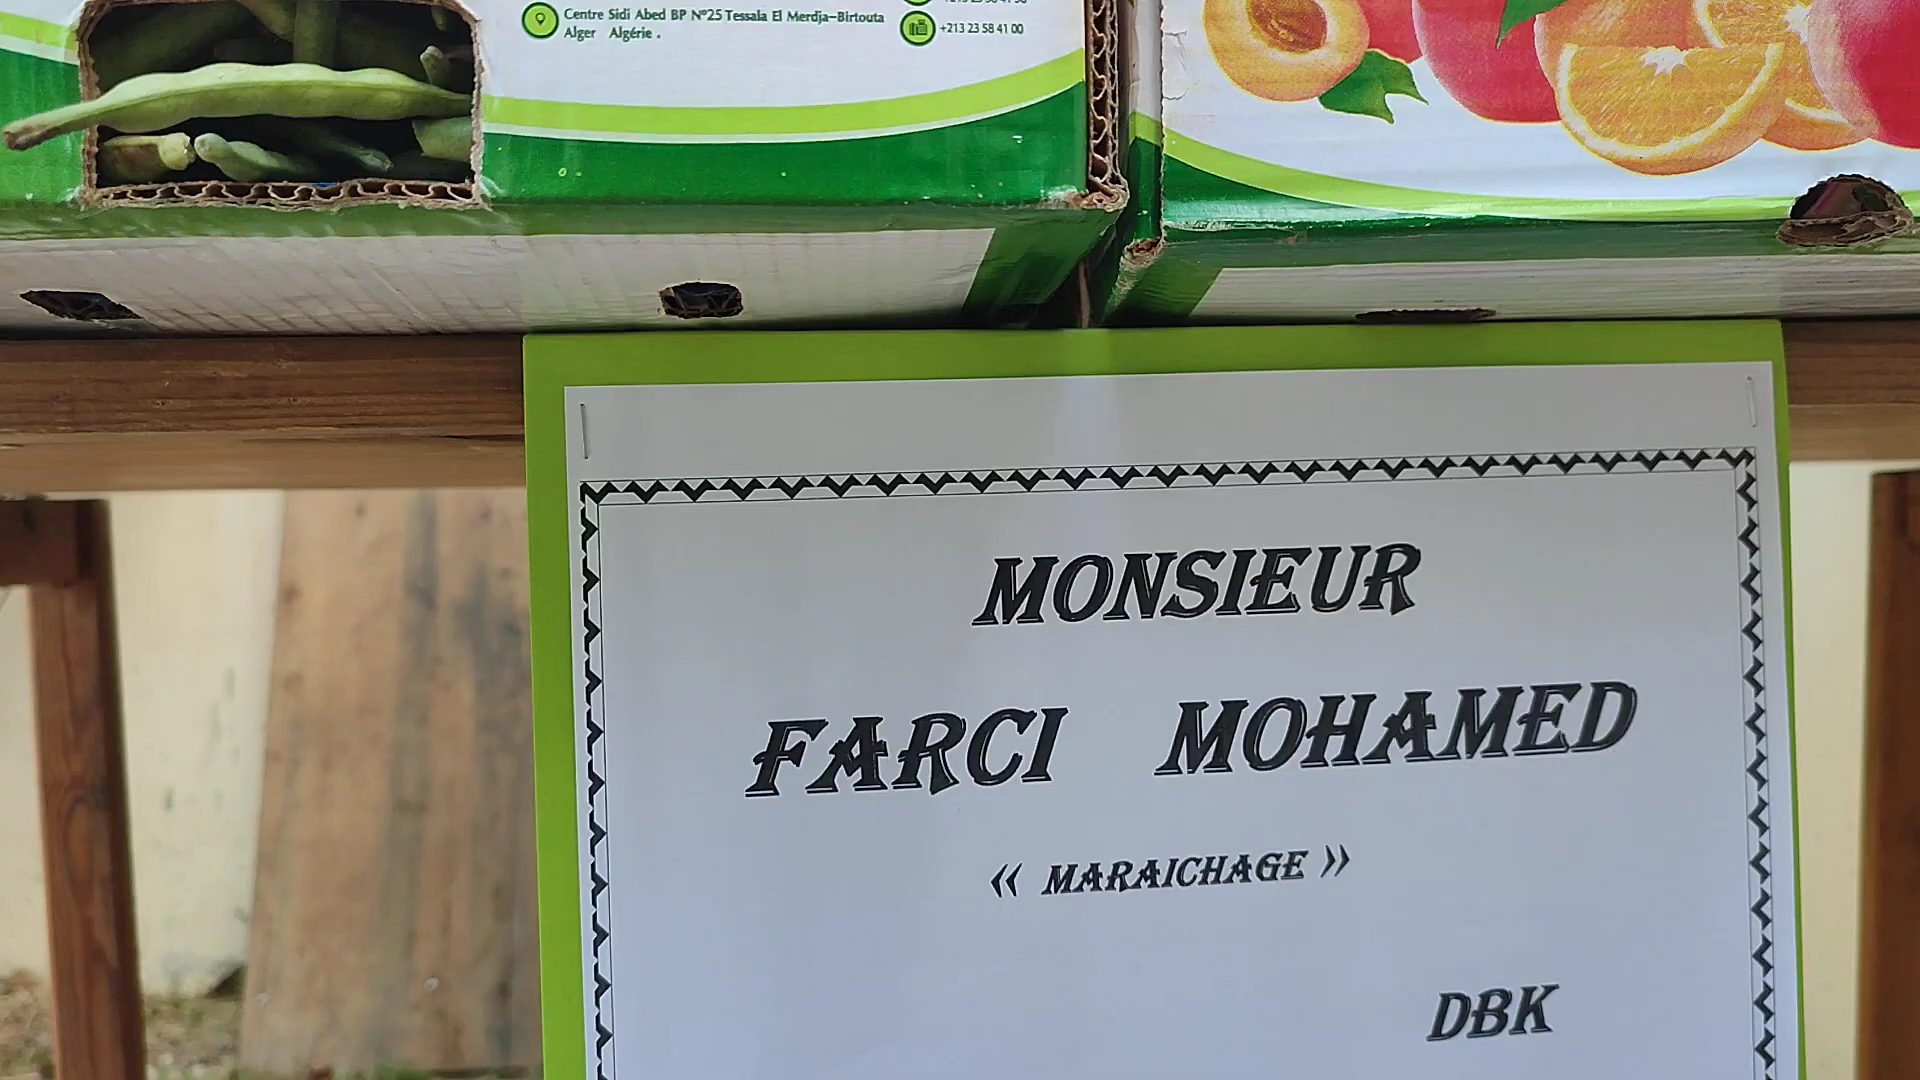 Centre Sidi Abed BP N°25 Tessala El Merdja-Birtouta
Alger Algérie .
+213 23 58 41 00
MONSIEUR
FARCI MOHAMED
« MARAICHAGE »
DBK